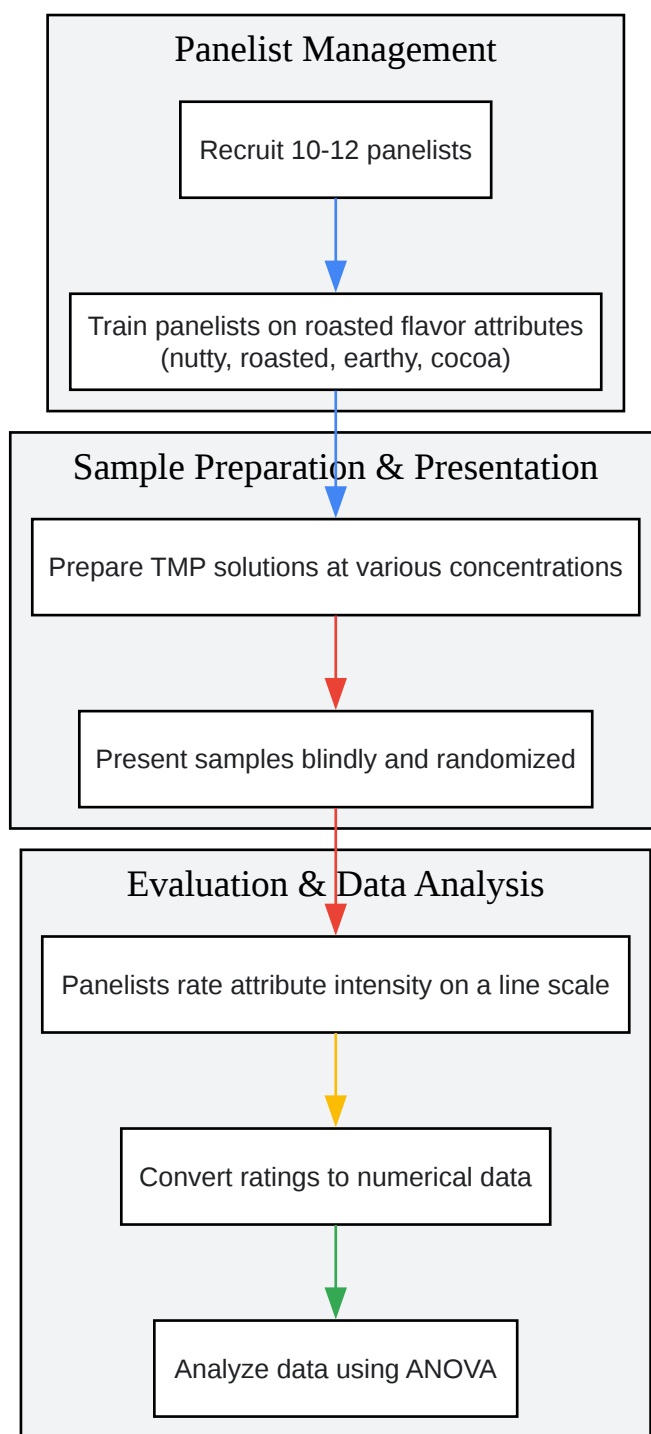 Panelist Management
Recruit 10-12 panelists
Train panelists on roasted flavor attributes
(nutty, roasted, earthy, cocoa)
Sample Preparation & Presentation
Prepare TMP solutions at various concentrations
Present samples blindly and randomized
Evaluation & Data Analysis
Panelists rate attribute intensity on a line scale
Convert ratings to numerical data
Analyze data using ANOVA